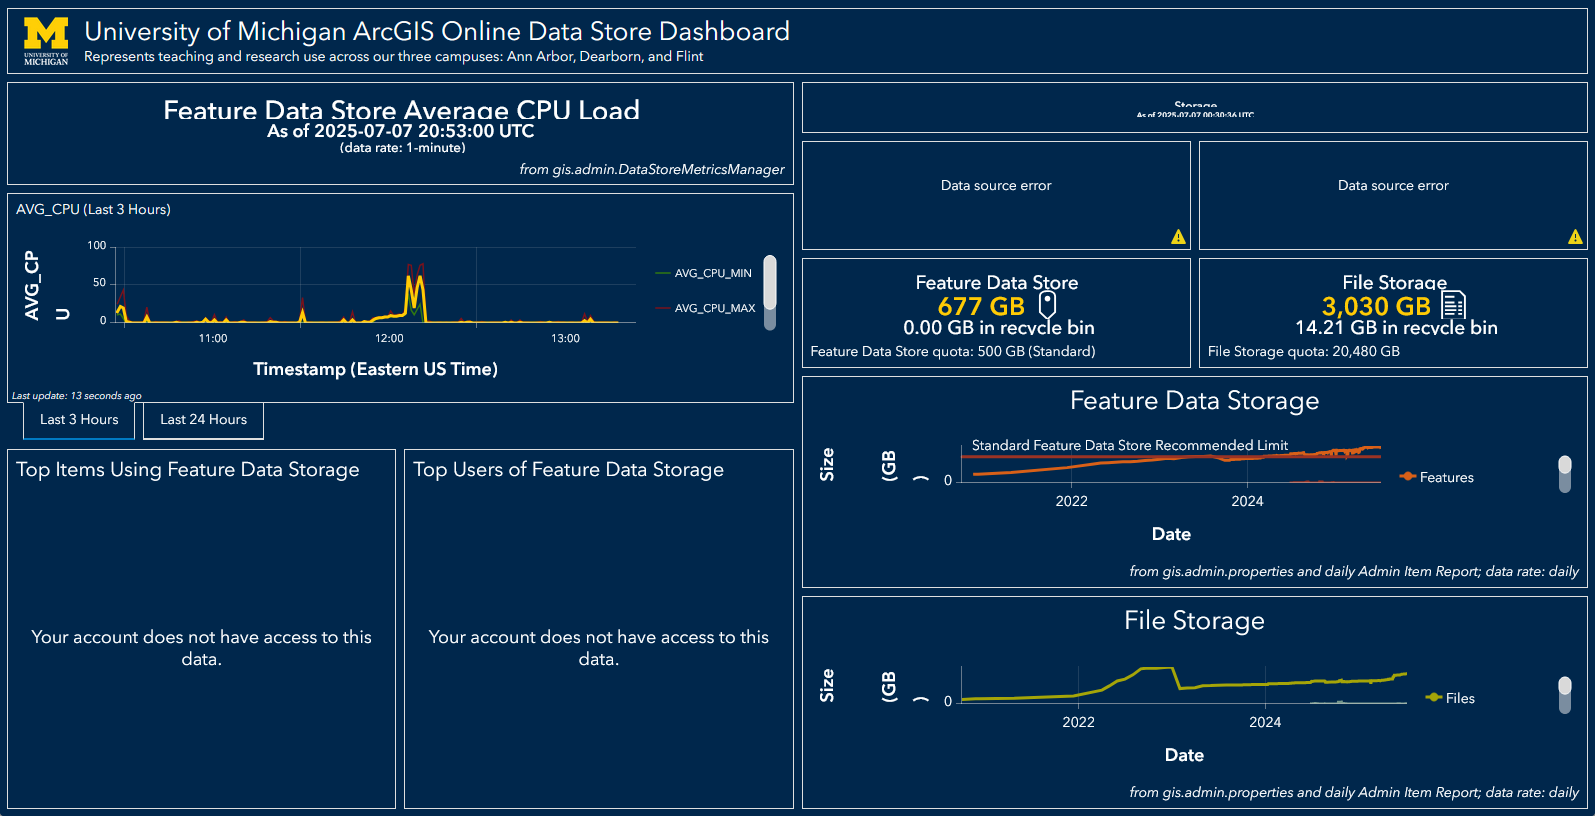 M
UNIVERSITY OF
MICHIGAN
University of Michigan ArcGIS Online Data Store Dashboard
Represents teaching and research use across our three campuses: Ann Arbor, Dearborn, and Flint
Feature Data Store Average CPU Load
As of 2025-07-07 20:53:00 UTC
(data rate: 1-minute)
from gis.admin.DataStoreMetricsManager
AVG_CPU (Last 3 Hours)
AVG_CP
U
100
50
0
11:00
12:00
13:00
Timestamp (Eastern US Time)
AVG_CPU_MIN
AVG_CPU_MAX
Last update: 13 seconds ago
Last 3 Hours
Last 24 Hours
Top Items Using Feature Data Storage
Your account does not have access to this
data.
Top Users of Feature Data Storage
Your account does not have access to this
data.
Storage
As of 2025-07-07 00:30:36 UTC
Data source error
Data source error
Feature Data Store
677 GB
0.00 GB in recycle bin
Feature Data Store quota: 500 GB (Standard)
File Storage
3,030 GB
14.21 GB in recycle bin
File Storage quota: 20,480 GB
Feature Data Storage
Size
(GB
)
Standard Feature Data Store Recommended Limit
0
2022
2024
Features
Date
from gis.admin.properties and daily Admin Item Report; data rate: daily
File Storage
Size
(GB
)
0
2022
2024
Files
Date
from gis.admin.properties and daily Admin Item Report; data rate: daily